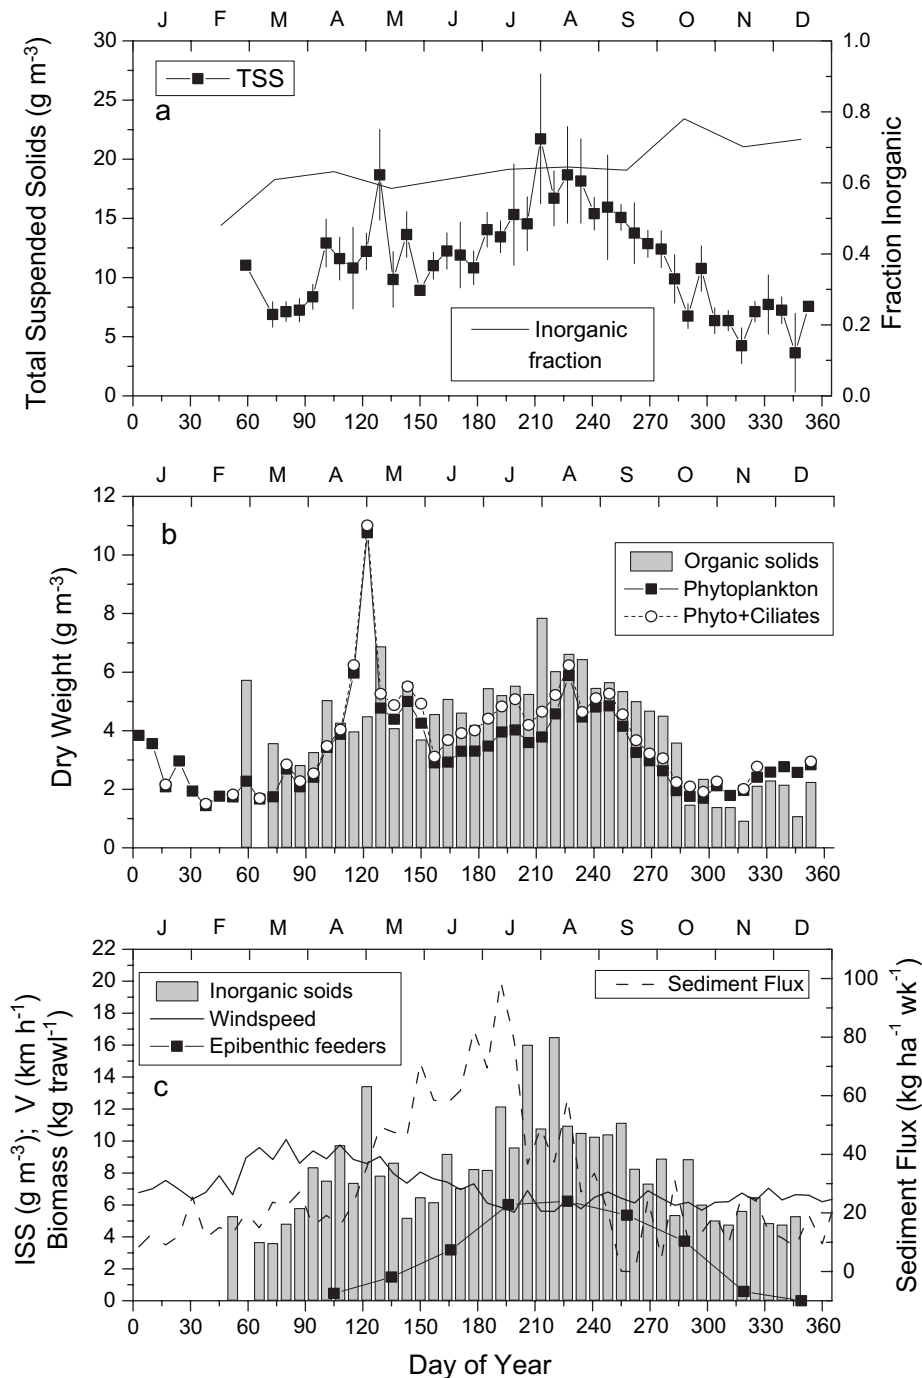 J F M A M J J A S O N D
30
25
20
15
10
5
0
Total Suspended Solids (g m-3)
TSS
a
Inorganic
fraction
1.0
0.8
0.6
0.4
0.2
0.0
Fraction Inorganic
0 30 60 90 120 150 180 210 240 270 300 330 360
J F M A M J J A S O N D
12
10
8
6
4
2
0
Dry Weight (g m-3)
b
Organic solids
Phytoplankton
Phyto+Ciliates
0 30 60 90 120 150 180 210 240 270 300 330 360
J F M A M J J A S O N D
22
20
18
16
14
12
10
8
6
4
2
0
ISS (g m-3); V (km h-1)
Biomass (kg trawl-1)
Inorganic soids
Windspeed
Epibenthic feeders
c
Sediment Flux
100
80
60
40
20
0
Sediment Flux (kg ha-1 wk-1)
0 30 60 90 120 150 180 210 240 270 300 330 360
Day of Year